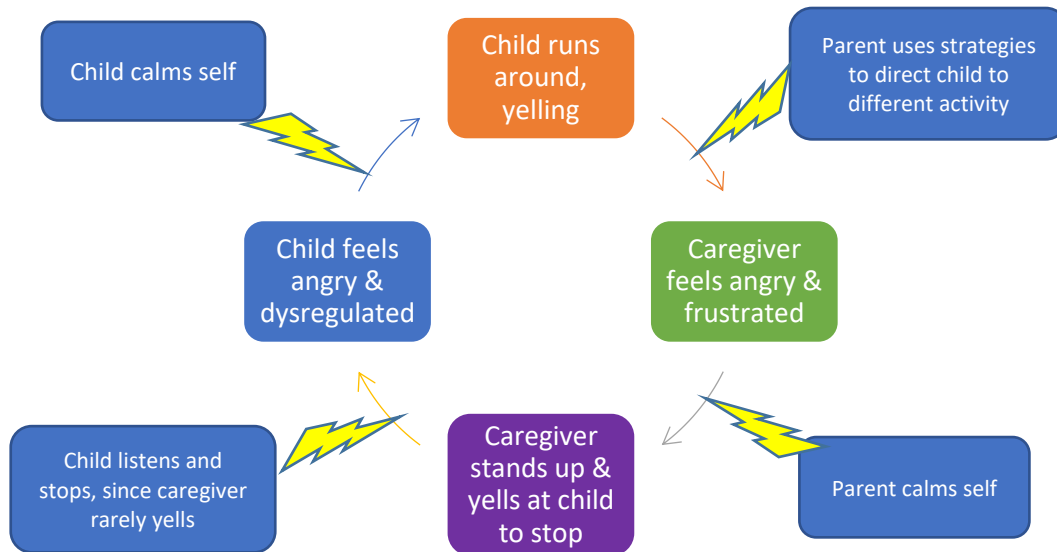 Child calms self
Child runs
around,
yelling
Parent uses strategies
to direct child to
different activity
Child feels
angry &
dysregulated
Caregiver
feels angry &
frustrated
Child listens and
stops, since caregiver
rarely yells
Caregiver
stands up &
yells at child
to stop
Parent calms self